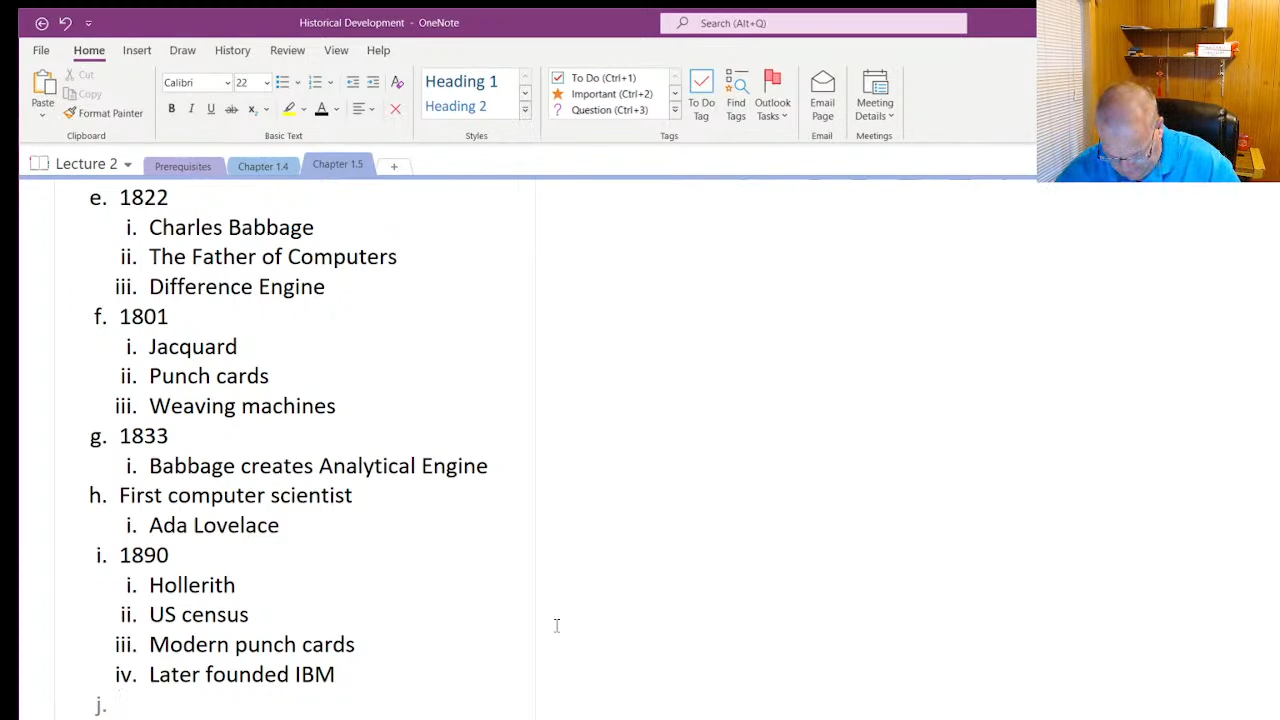 Historical Development - OneNote
Search (Alt+Q)
File Home Insert Draw History Review View Help
Paste
Cut
Copy
Format Painter
Clipboard
Calibri 22
B I U ab x₂ A
Basic Text
Heading 1
Heading 2
Styles
To Do (Ctrl+1)
Important (Ctrl+2)
? Question (Ctrl+3)
To Do Tag
Find Tags
Outlook Tasks
Tags
Email Page
Email
Meeting Details
Meetings
Lecture 2 Prerequisites Chapter 1.4 Chapter 1.5 +
e. 1822
i. Charles Babbage
ii. The Father of Computers
iii. Difference Engine
f. 1801
i. Jacquard
ii. Punch cards
iii. Weaving machines
g. 1833
i. Babbage creates Analytical Engine
h. First computer scientist
i. Ada Lovelace
i. 1890
i. Hollerith
ii. US census
iii. Modern punch cards
iv. Later founded IBM
j.